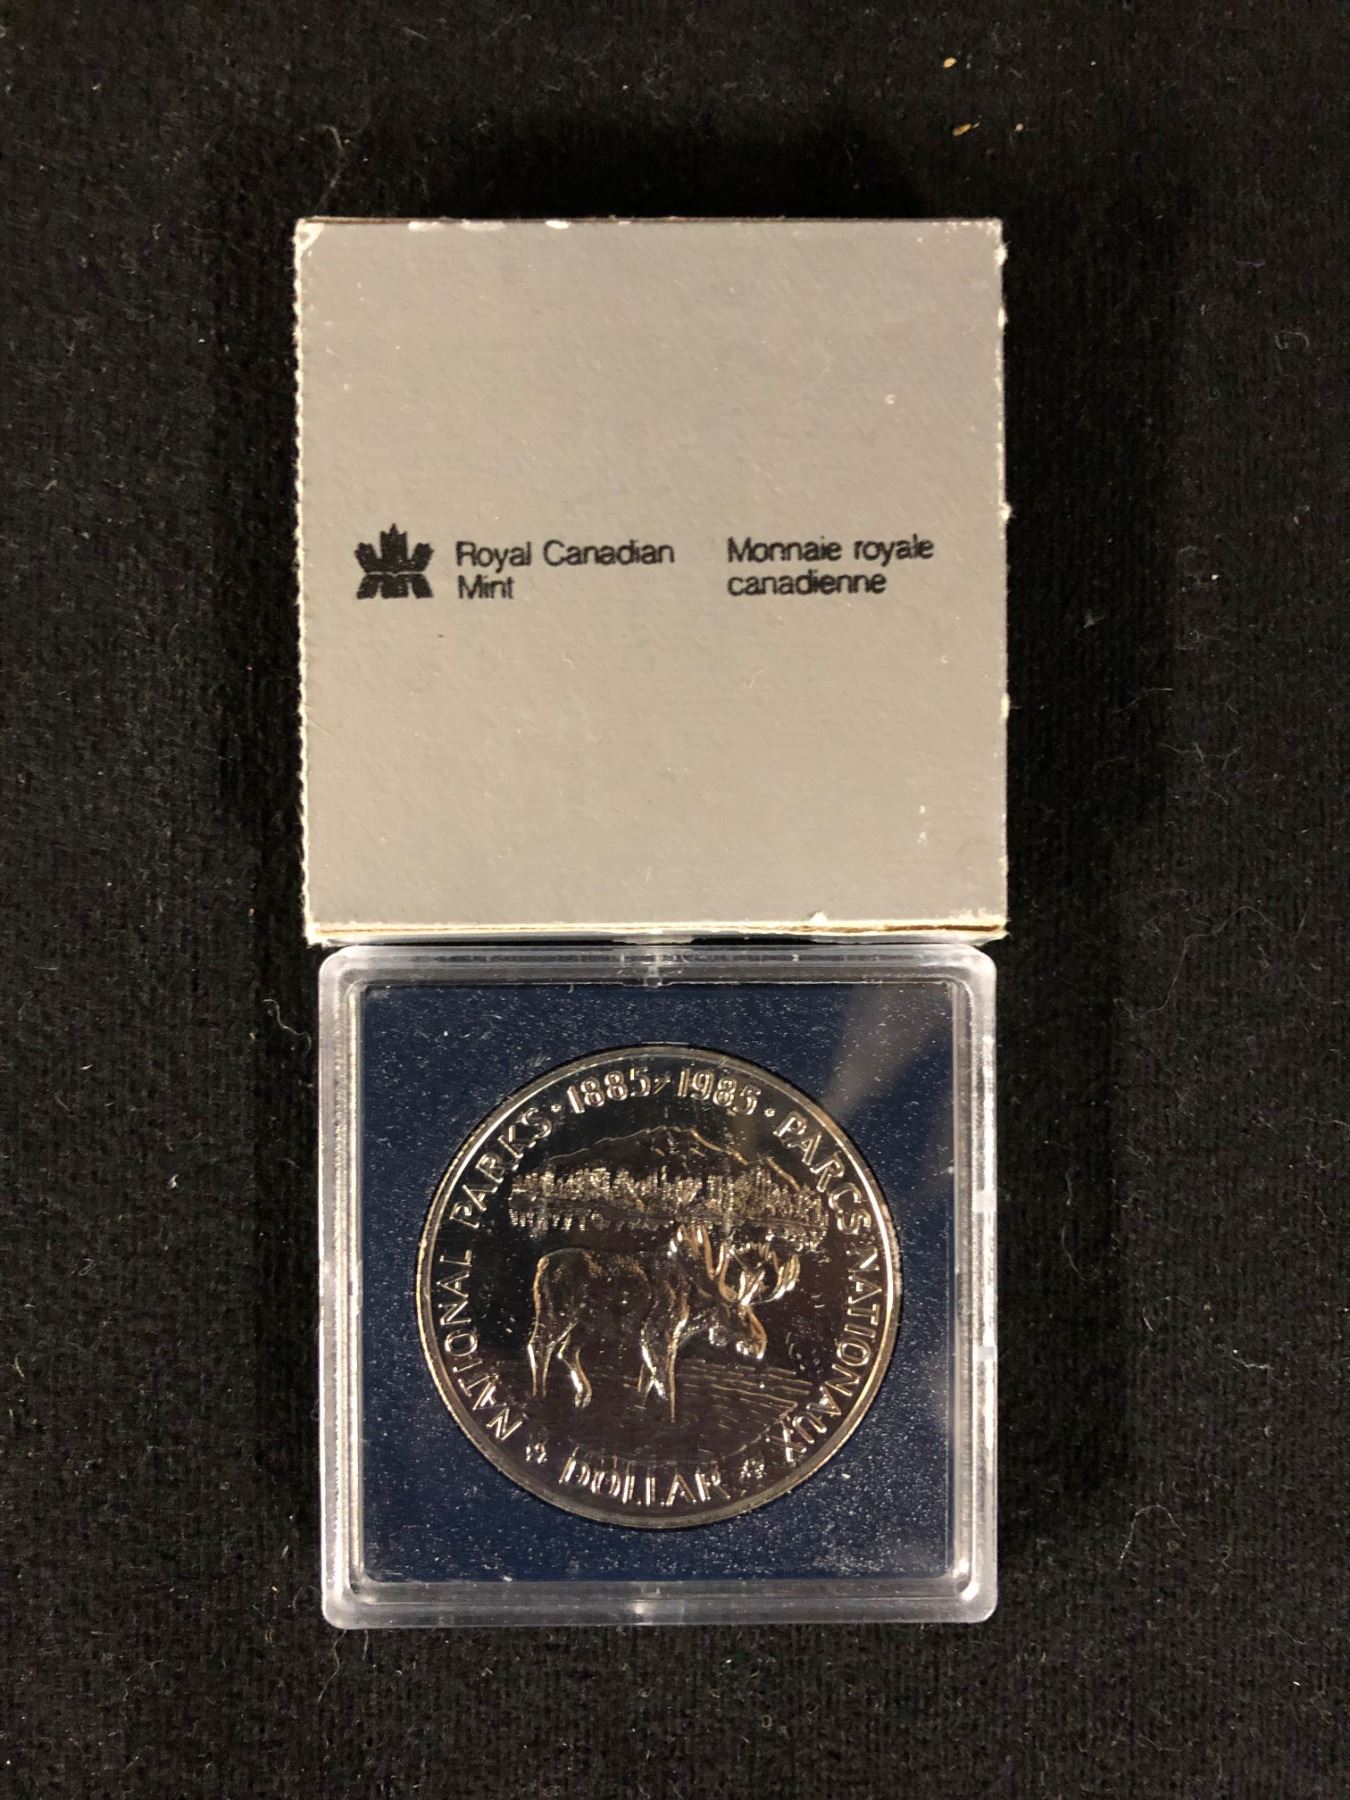 Royal Canadian
Mint
Monnaie royale
canadienne
NATIONAL PARKS · 1885-1985 · PARCS NATIONAUX
DOLLAR